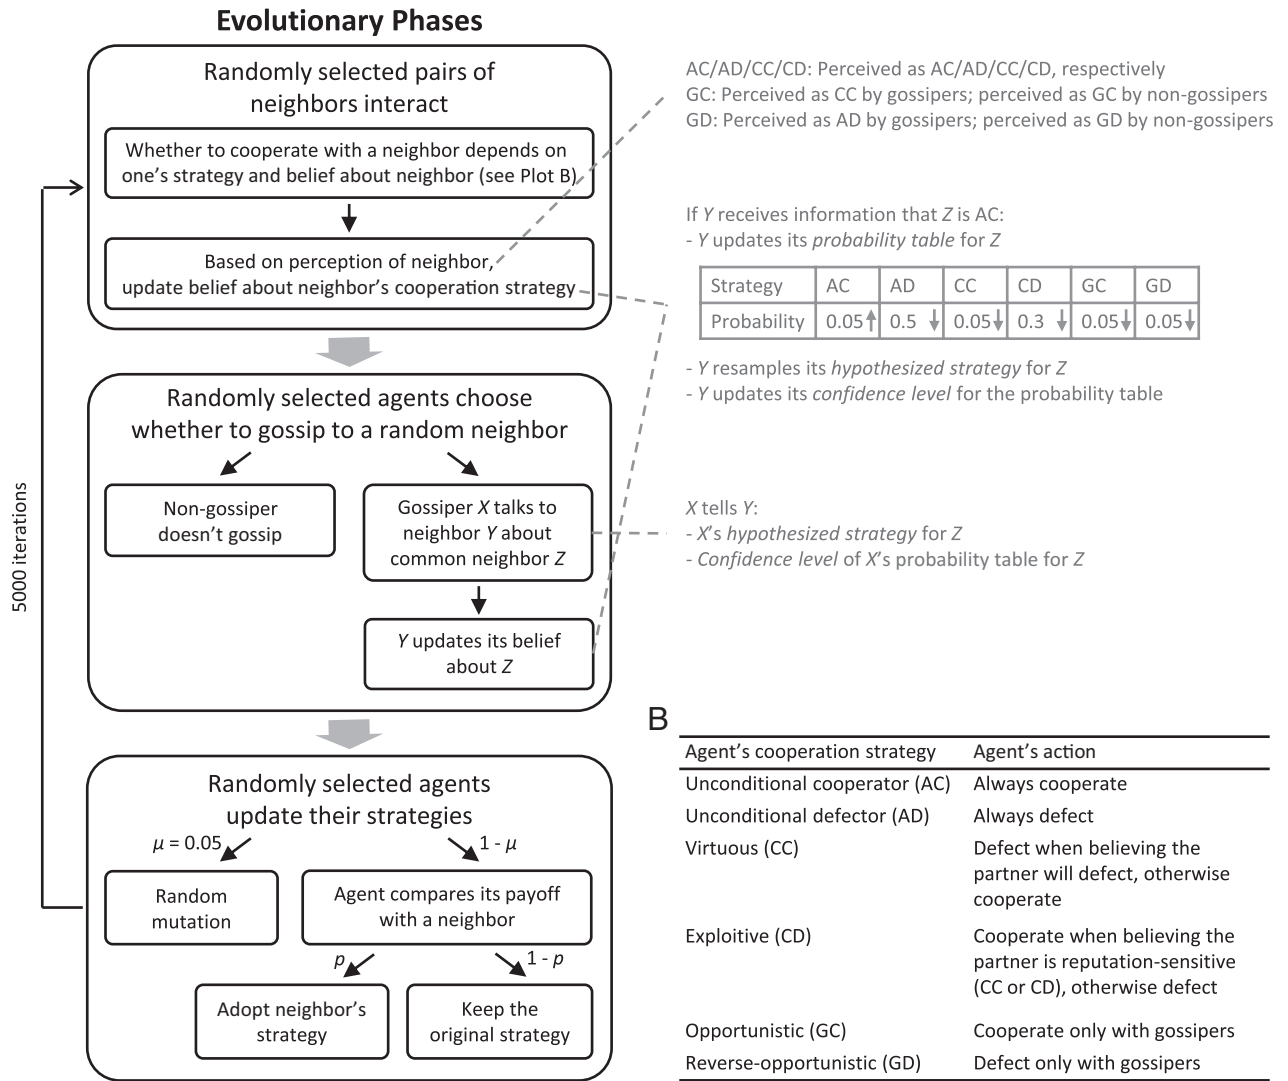 Evolutionary Phases
Randomly selected pairs of
neighbors interact
Whether to cooperate with a neighbor depends on
one's strategy and belief about neighbor (see Plot B)
Based on perception of neighbor,
update belief about neighbor's cooperation strategy
AC/AD/CC/CD: Perceived as AC/AD/CC/CD, respectively
GC: Perceived as CC by gossipers; perceived as GC by non-gossipers
GD: Perceived as AD by gossipers; perceived as GD by non-gossipers
If Y receives information that Z is AC:
- Y updates its probability table for Z
Strategy AC AD CC CD GC GD
Probability 0.05↑ 0.5 ↓ 0.05↓ 0.3 ↓ 0.05↓ 0.05↓
- Y resamples its hypothesized strategy for Z
- Y updates its confidence level for the probability table
Randomly selected agents choose
whether to gossip to a random neighbor
Non-gossiper
doesn't gossip
Gossiper X talks to
neighbor Y about
common neighbor Z
Y updates its belief
about Z
X tells Y:
- X's hypothesized strategy for Z
- Confidence level of X's probability table for Z
5000 iterations
Randomly selected agents
update their strategies
μ = 0.05
1 - μ
Random
mutation
Agent compares its payoff
with a neighbor
p
1 - p
Adopt neighbor's
strategy
Keep the
original strategy
B
Agent's cooperation strategy Agent's action
Unconditional cooperator (AC) Always cooperate
Unconditional defector (AD) Always defect
Virtuous (CC) Defect when believing the
partner will defect, otherwise
cooperate
Exploitive (CD) Cooperate when believing the
partner is reputation-sensitive
(CC or CD), otherwise defect
Opportunistic (GC) Cooperate only with gossipers
Reverse-opportunistic (GD) Defect only with gossipers